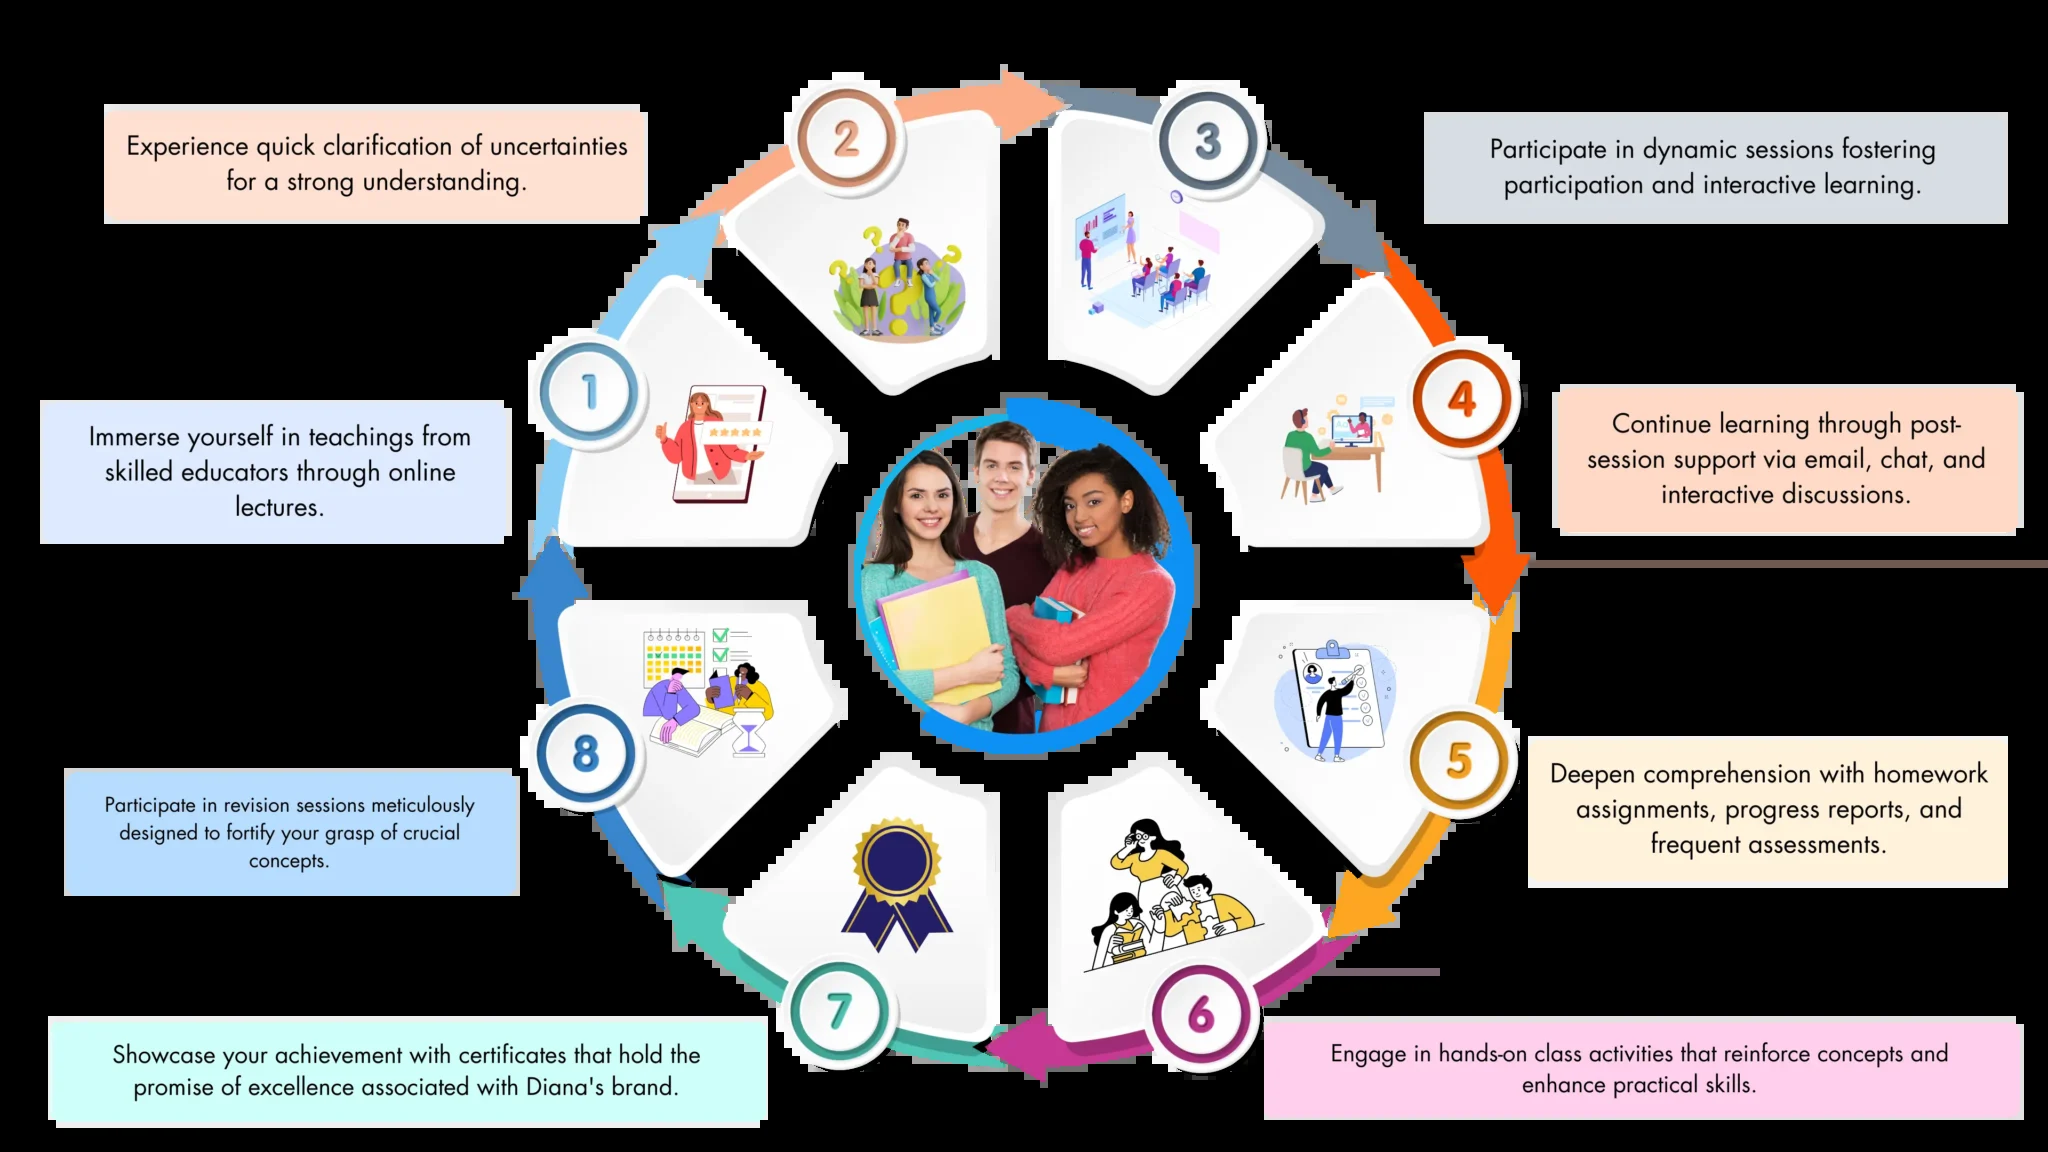 2
Experience quick clarification of uncertainties
for a strong understanding.
3
Participate in dynamic sessions fostering
participation and interactive learning.
1
Immerse yourself in teachings from
skilled educators through online
lectures.
4
Continue learning through post-
session support via email, chat, and
interactive discussions.
8
Participate in revision sessions meticulously
designed to fortify your grasp of crucial
concepts.
5
Deepen comprehension with homework
assignments, progress reports, and
frequent assessments.
7
Showcase your achievement with certificates that hold the
promise of excellence associated with Diana's brand.
6
Engage in hands-on class activities that reinforce concepts and
enhance practical skills.